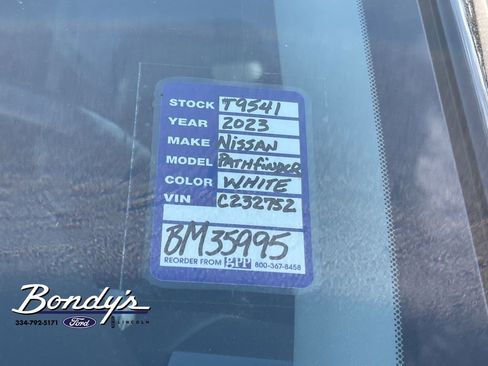 STOCK T9541
YEAR 2023
MAKE NISSAN
MODEL PATHFINDER
COLOR WHITE
VIN C232752
BM35995
REORDER FROM gpp 800-367-8458
Bondy's
334-792-5171 Ford LINCOLN